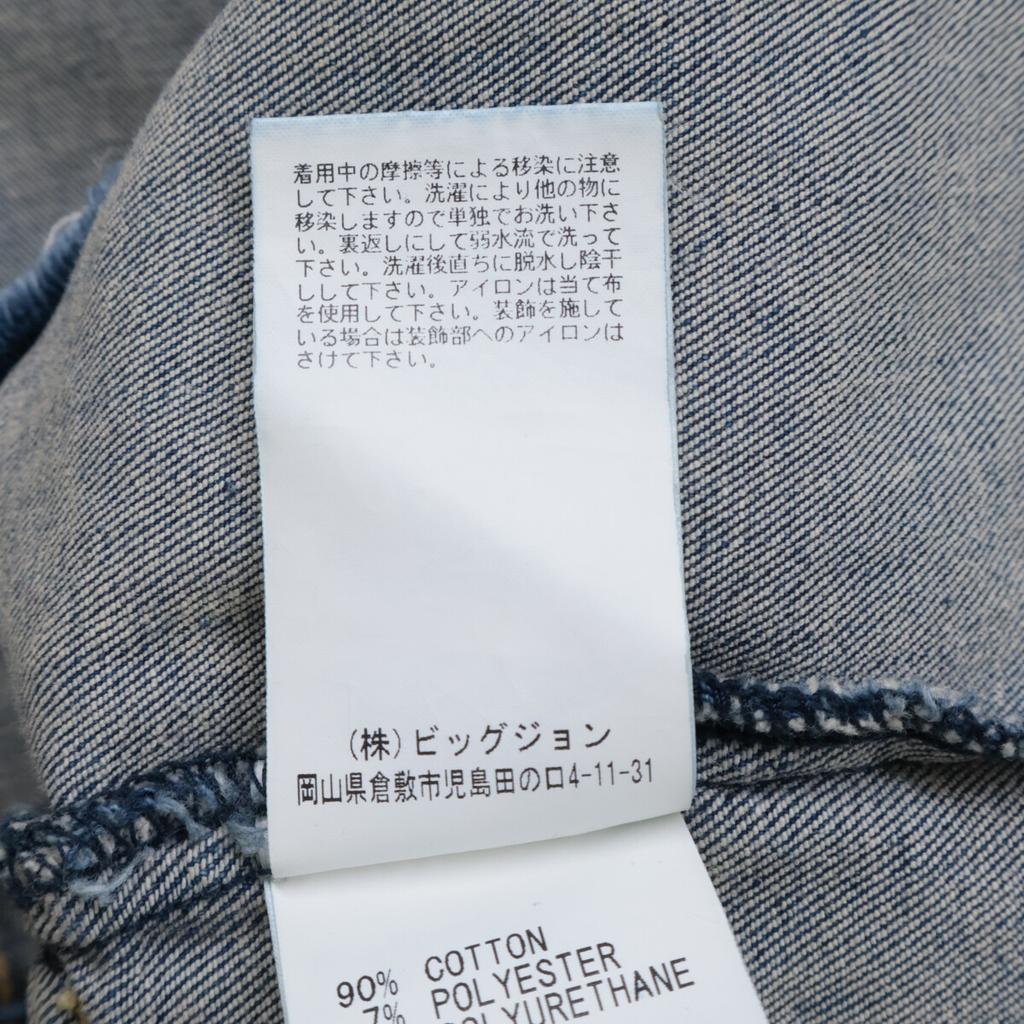 着用中の摩擦等による移染に注意
して下さい。洗濯により他の物に
移染しますので単独でお洗い下さ
い。裏返しにして弱水流で洗って
下さい。洗濯後直ちに脱水し陰干
しして下さい。アイロンは当て布
を使用して下さい。装飾を施して
いる場合は装飾部へのアイロンは
さけて下さい。
(株)ビッグジョン
岡山県倉敷市児島田の口4-11-31
90% COTTON
7% POLYESTER
POLYURETHANE